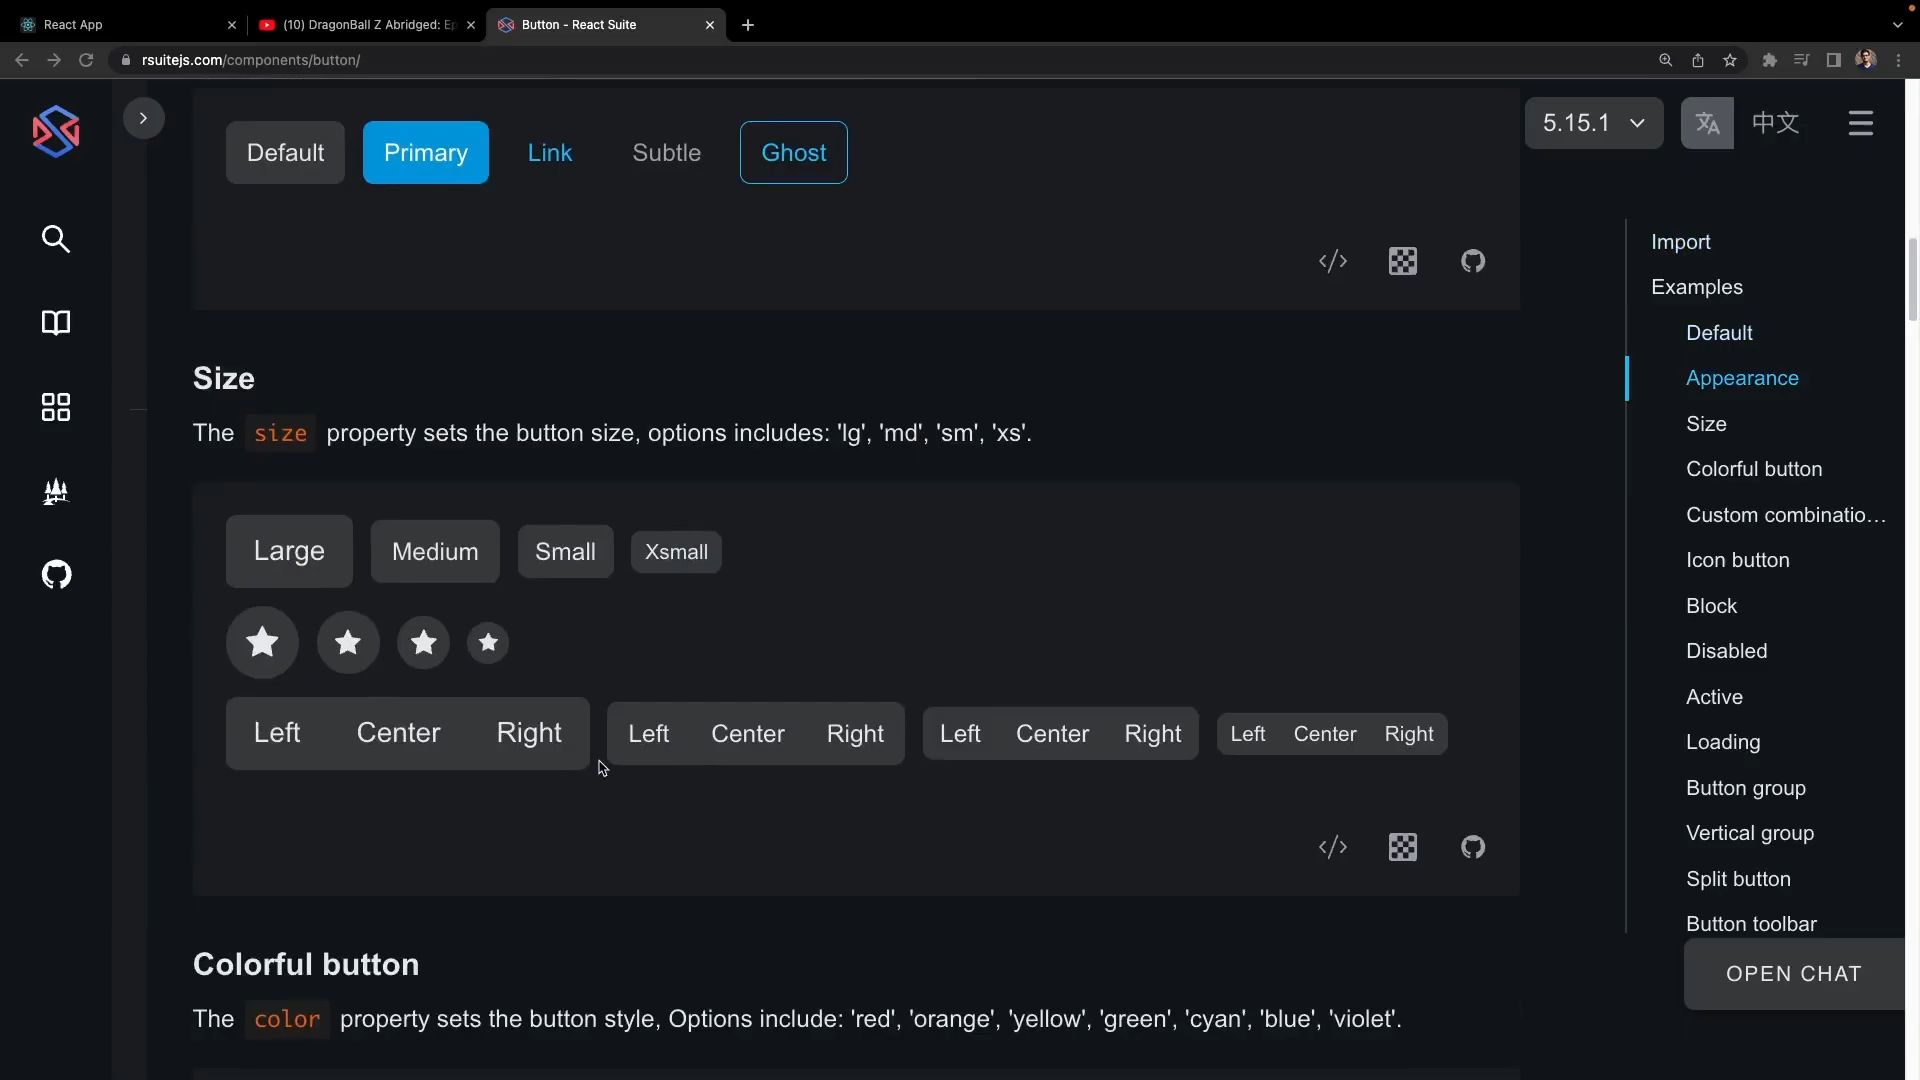 React App
(10) DragonBall Z Abridged: Ep
Button - React Suite
rsuitejs.com/components/button/
Default
Primary
Link
Subtle
Ghost
5.15.1
中文
</>
Size
The size property sets the button size, options includes: 'lg', 'md', 'sm', 'xs'.
Large
Medium
Small
Xsmall
Left Center Right
Left Center Right
Left Center Right
Left Center Right
</>
Colorful button
The color property sets the button style, Options include: 'red', 'orange', 'yellow', 'green', 'cyan', 'blue', 'violet'.
Import
Examples
Default
Appearance
Size
Colorful button
Custom combinatio...
Icon button
Block
Disabled
Active
Loading
Button group
Vertical group
Split button
Button toolbar
OPEN CHAT